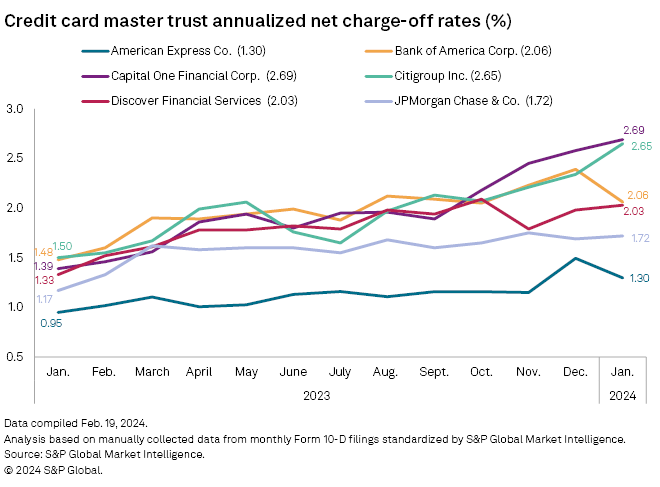 Credit card master trust annualized net charge-off rates (%)
American Express Co. (1.30)
Bank of America Corp. (2.06)
Capital One Financial Corp. (2.69)
Citigroup Inc. (2.65)
Discover Financial Services (2.03)
JPMorgan Chase & Co. (1.72)
3.0
2.5
2.0
1.5
1.0
0.5
1.48
1.50
1.39
1.33
1.17
0.95
2.69
2.65
2.06
2.03
1.72
1.30
Jan. Feb. March April May June July Aug. Sept. Oct. Nov. Dec. Jan.
2023 2024
Data compiled Feb. 19, 2024.
Analysis based on manually collected data from monthly Form 10-D filings standardized by S&P Global Market Intelligence.
Source: S&P Global Market Intelligence.
© 2024 S&P Global.